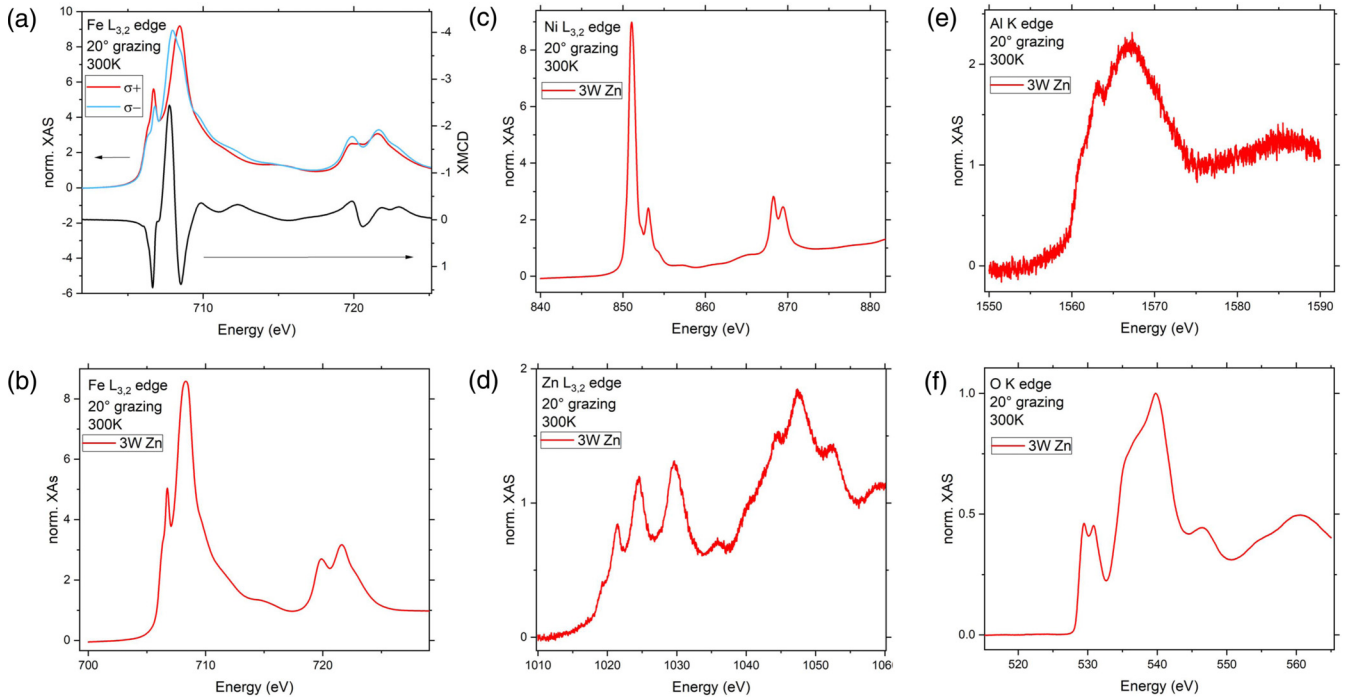 (a)
Fe L3,2 edge
20° grazing
300K
σ+
σ−
norm. XAS
10
8
6
4
2
0
-2
-4
-6
XMCD
-4
-3
-2
-1
0
1
710
720
Energy (eV)
(c)
Ni L3,2 edge
20° grazing
300K
3W Zn
norm. XAS
9
6
3
0
840
850
860
870
880
Energy (eV)
(e)
Al K edge
20° grazing
300K
3W Zn
norm. XAS
2
1
0
1550
1560
1570
1580
1590
Energy (eV)
(b)
Fe L3,2 edge
20° grazing
300K
3W Zn
norm. XAs
8
6
4
2
0
700
710
720
Energy (eV)
(d)
Zn L3,2 edge
20° grazing
300K
3W Zn
norm. XAS
2
1
0
1010
1020
1030
1040
1050
1060
Energy (eV)
(f)
O K edge
20° grazing
300K
3W Zn
norm. XAS
1.0
0.5
0.0
520
530
540
550
560
Energy (eV)